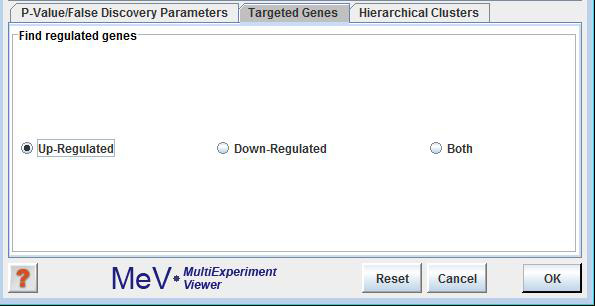 P-Value/False Discovery Parameters Targeted Genes Hierarchical Clusters
Find regulated genes
Up-Regulated Down-Regulated Both
? MeV MultiExperiment Viewer Reset Cancel OK